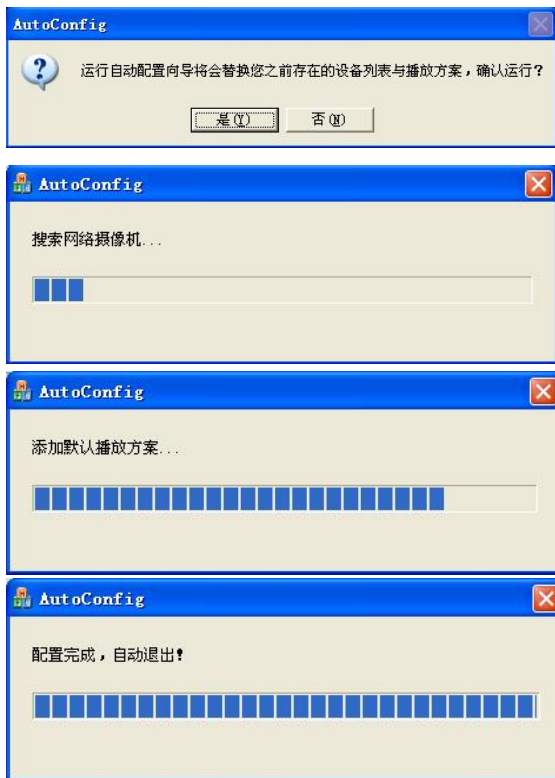 AutoConfig
运行自动配置向导将会替换您之前存在的设备列表与播放方案，确认运行？
是(Y) 否(N)
AutoConfig
搜索网络摄像机...
AutoConfig
添加默认播放方案...
AutoConfig
配置完成，自动退出！